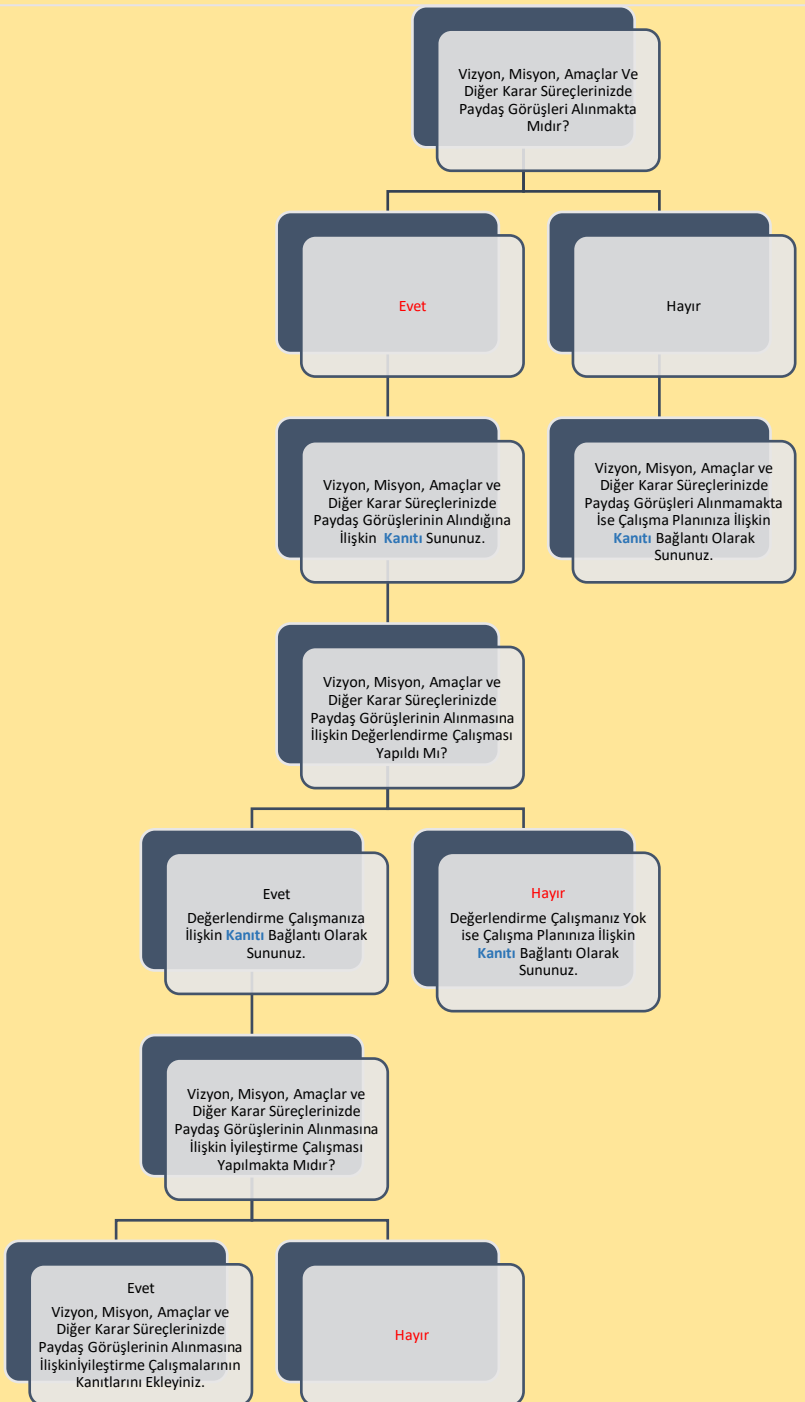 Vizyon, Misyon, Amaçlar Ve
Diğer Karar Süreçlerinizde
Paydaş Görüşleri Alınmakta
Mıdır?
Evet
Hayır
Vizyon, Misyon, Amaçlar ve
Diğer Karar Süreçlerinizde
Paydaş Görüşlerinin Alındığına
İlişkin Kanıtı Sununuz.
Vizyon, Misyon, Amaçlar ve
Diğer Karar Süreçlerinizde
Paydaş Görüşleri Alınmamakta
İse Çalışma Planınıza İlişkin
Kanıtı Bağlantı Olarak
Sununuz.
Vizyon, Misyon, Amaçlar ve
Diğer Karar Süreçlerinizde
Paydaş Görüşlerinin Alınmasına
İlişkin Değerlendirme Çalışması
Yapıldı Mı?
Evet
Değerlendirme Çalışmanıza
İlişkin Kanıtı Bağlantı Olarak
Sununuz.
Hayır
Değerlendirme Çalışmanız Yok
ise Çalışma Planınıza İlişkin
Kanıtı Bağlantı Olarak
Sununuz.
Vizyon, Misyon, Amaçlar ve
Diğer Karar Süreçlerinizde
Paydaş Görüşlerinin Alınmasına
İlişkin İyileştirme Çalışması
Yapılmakta Mıdır?
Evet
Vizyon, Misyon, Amaçlar ve
Diğer Karar Süreçlerinizde
Paydaş Görüşlerinin Alınmasına
İlişkinİyileştirme Çalışmalarının
Kanıtlarını Ekleyiniz.
Hayır